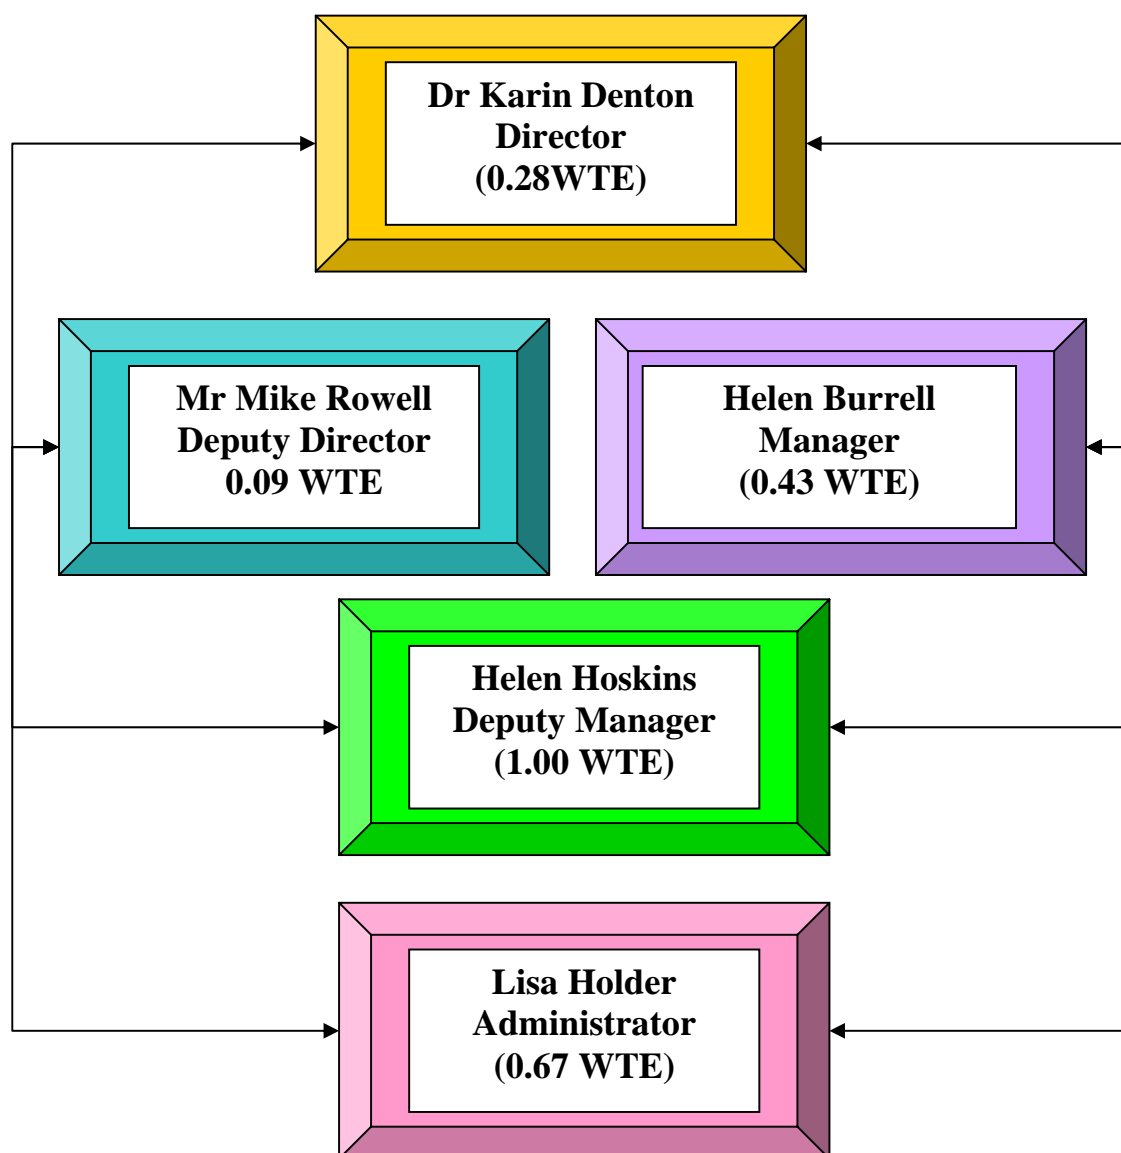 Dr Karin Denton
Director
(0.28WTE)
Mr Mike Rowell
Deputy Director
0.09 WTE
Helen Burrell
Manager
(0.43 WTE)
Helen Hoskins
Deputy Manager
(1.00 WTE)
Lisa Holder
Administrator
(0.67 WTE)